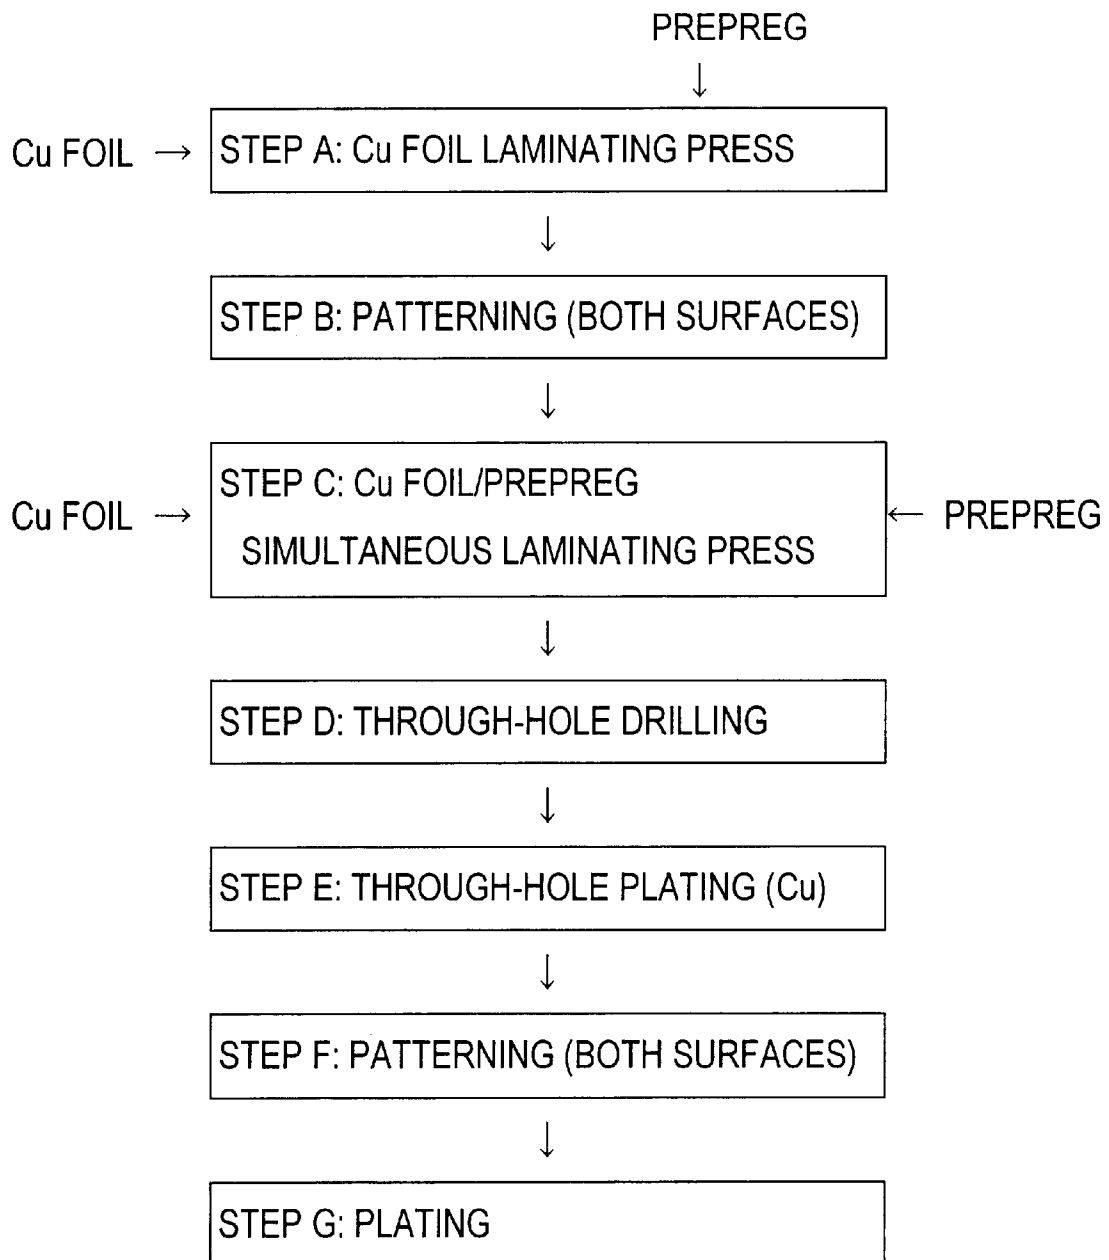 PREPREG
Cu FOIL
STEP A: Cu FOIL LAMINATING PRESS
STEP B: PATTERNING (BOTH SURFACES)
STEP C: Cu FOIL/PREPREG
Cu FOIL
PREPREG
SIMULTANEOUS LAMINATING PRESS
STEP D: THROUGH-HOLE DRILLING
STEP E: THROUGH-HOLE PLATING (Cu)
STEP F: PATTERNING (BOTH SURFACES)
STEP G: PLATING